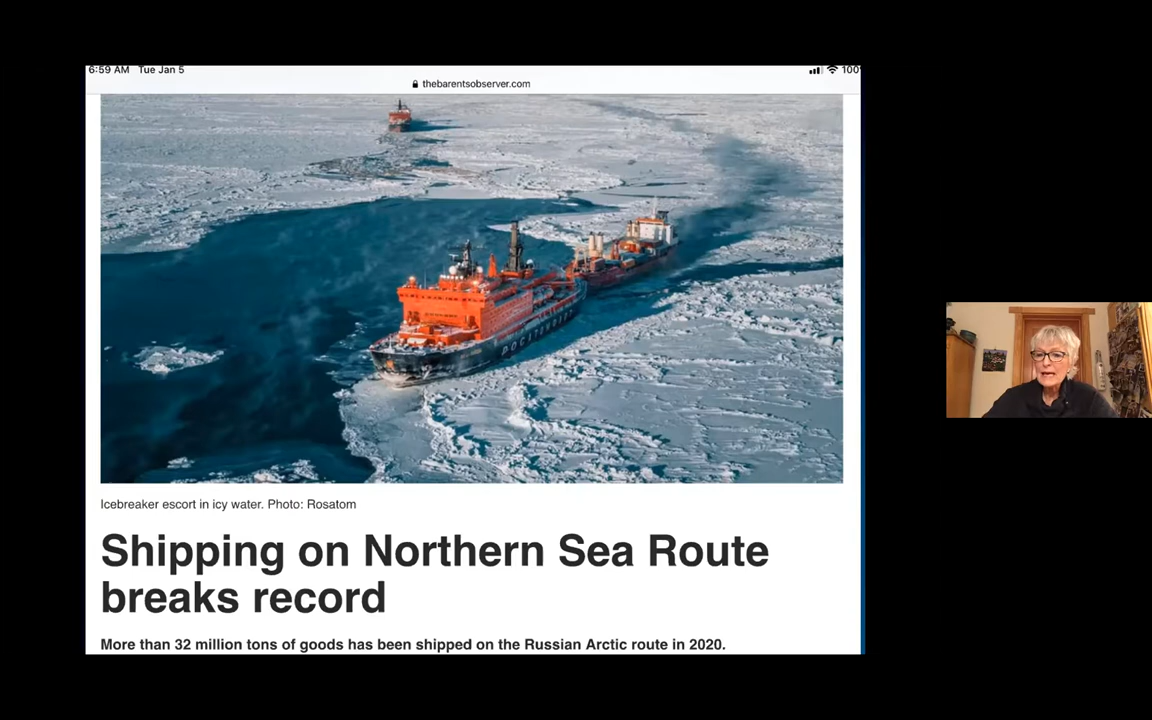 6:59 AM Tue Jan 5
100
thebarentsobserver.com
РОСАТОМФЛОТ
Icebreaker escort in icy water. Photo: Rosatom
Shipping on Northern Sea Route
breaks record
More than 32 million tons of goods has been shipped on the Russian Arctic route in 2020.